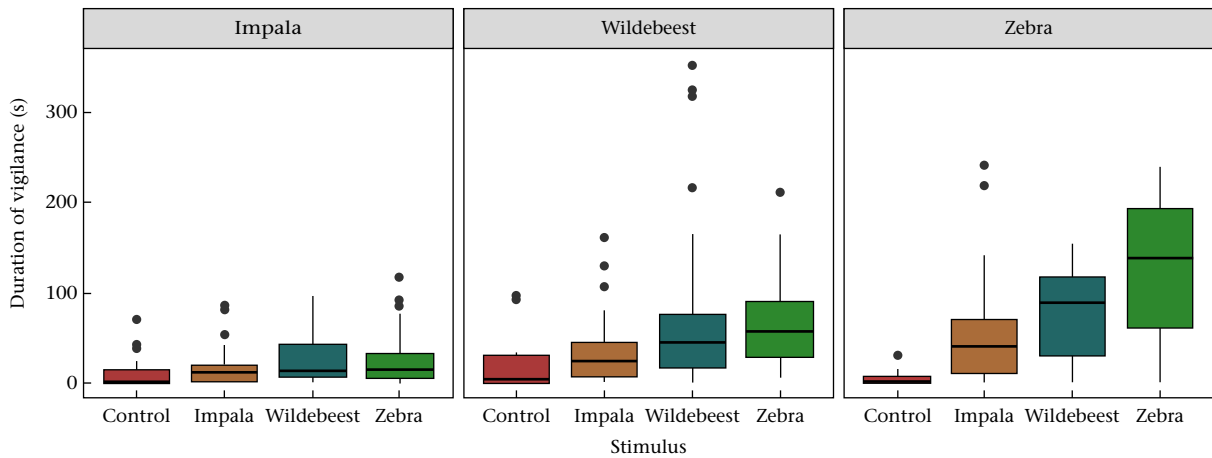 Impala
Wildebeest
Zebra
Duration of vigilance (s)
300
200
100
0
Control Impala Wildebeest Zebra
Control Impala Wildebeest Zebra
Control Impala Wildebeest Zebra
Stimulus